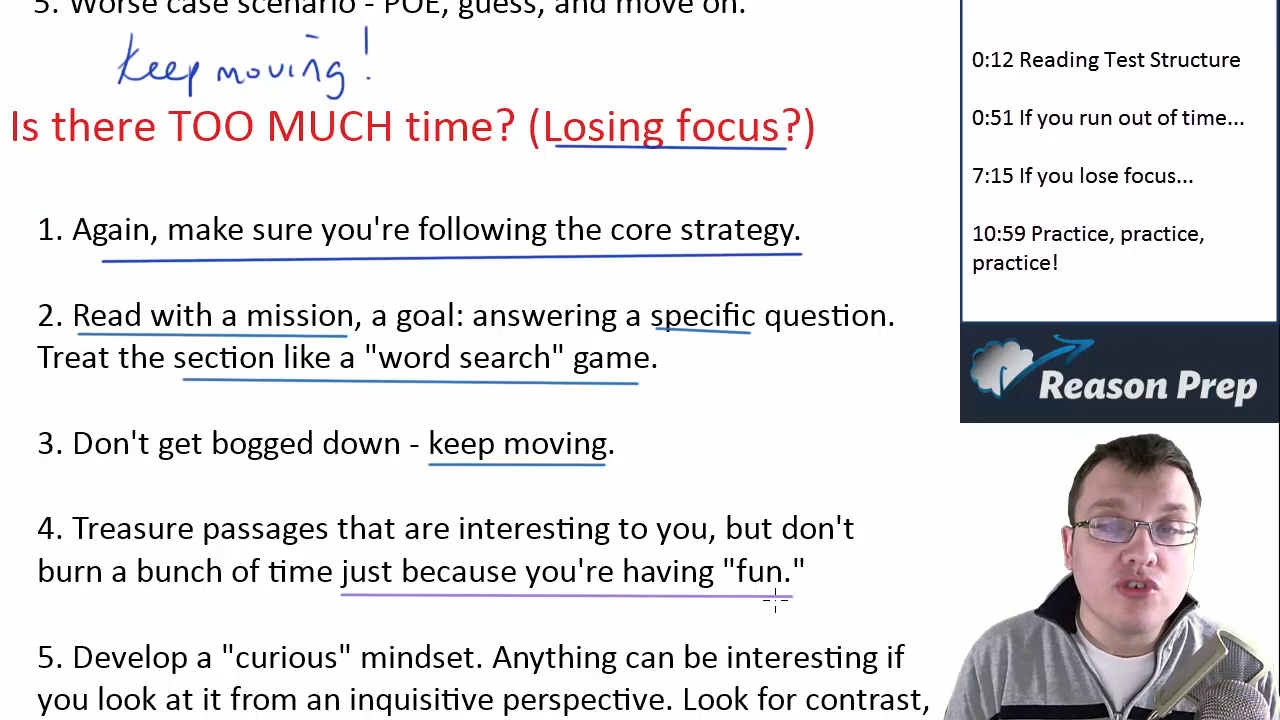 5. Worse case scenario - POE, guess, and move on.
keep moving!
Is there TOO MUCH time? (Losing focus?)
1. Again, make sure you're following the core strategy.
2. Read with a mission, a goal: answering a specific question.
Treat the section like a "word search" game.
3. Don't get bogged down - keep moving.
4. Treasure passages that are interesting to you, but don't
burn a bunch of time just because you're having "fun."
5. Develop a "curious" mindset. Anything can be interesting if
you look at it from an inquisitive perspective. Look for contrast,
0:12 Reading Test Structure
0:51 If you run out of time...
7:15 If you lose focus...
10:59 Practice, practice,
practice!
Reason Prep